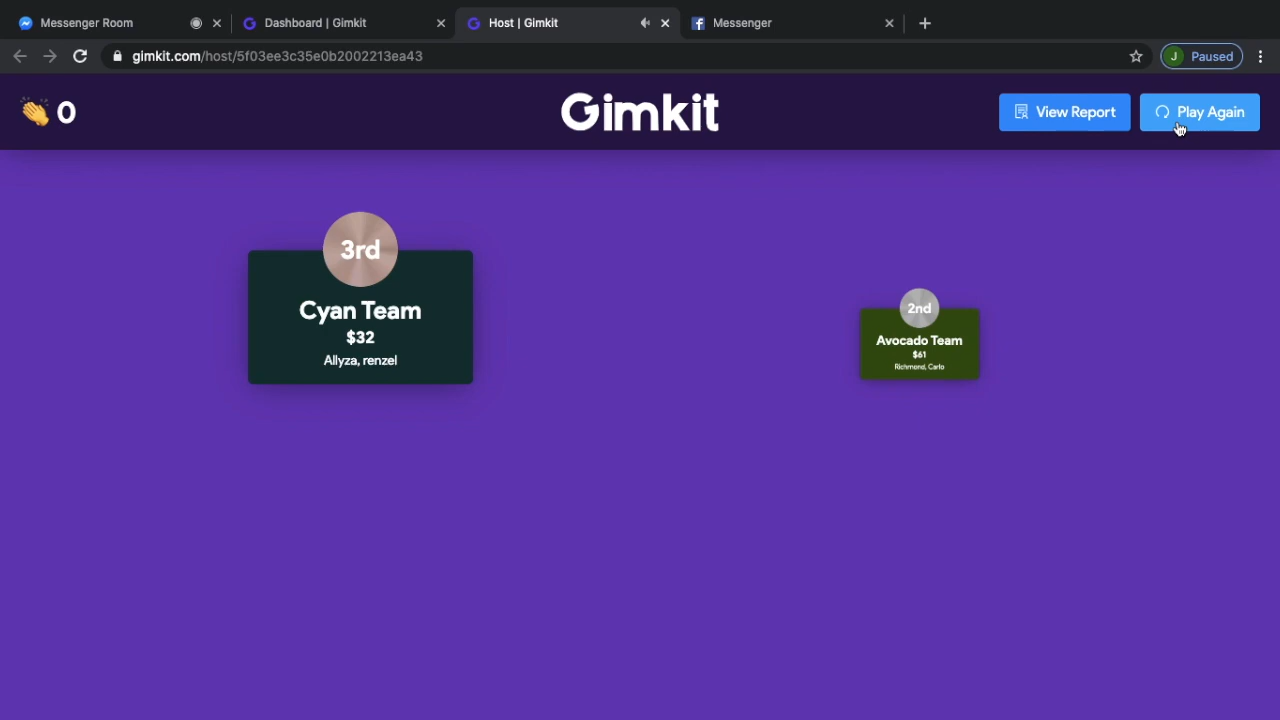 Messenger Room
Dashboard | Gimkit
Host | Gimkit
Messenger
gimkit.com/host/5f03ee3c35e0b2002213ea43
J
Paused
0
Gimkit
View Report
Play Again
3rd
Cyan Team
$32
Allyza, renzel
2nd
Avocado Team
$61
Richmond, Carlo